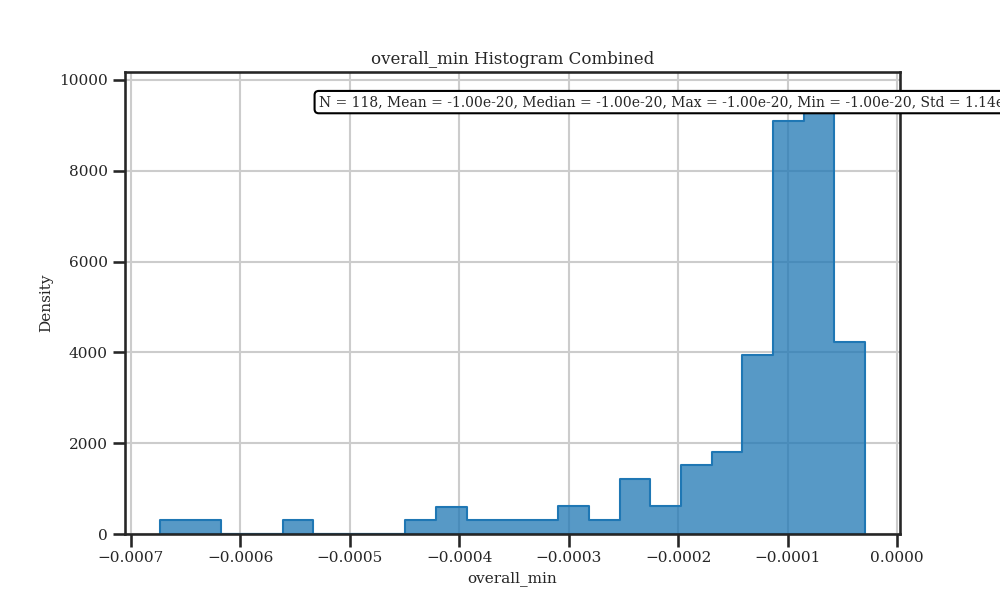 overall_min Histogram Combined
N = 118, Mean = -1.00e-20, Median = -1.00e-20, Max = -1.00e-20, Min = -1.00e-20, Std = 1.14e
10000
8000
6000
4000
2000
0
Density
−0.0007 −0.0006 −0.0005 −0.0004 −0.0003 −0.0002 −0.0001 0.0000
overall_min